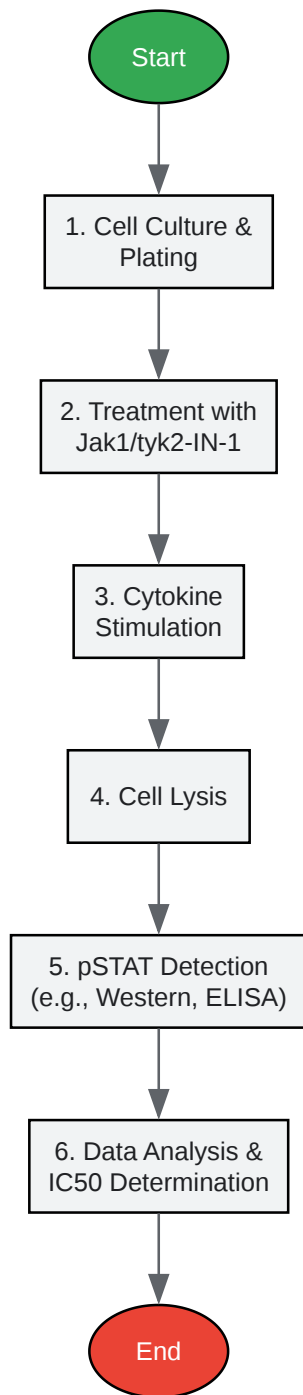 Start
1. Cell Culture &
Plating
2. Treatment with
Jak1/tyk2-IN-1
3. Cytokine
Stimulation
4. Cell Lysis
5. pSTAT Detection
(e.g., Western, ELISA)
6. Data Analysis &
IC50 Determination
End